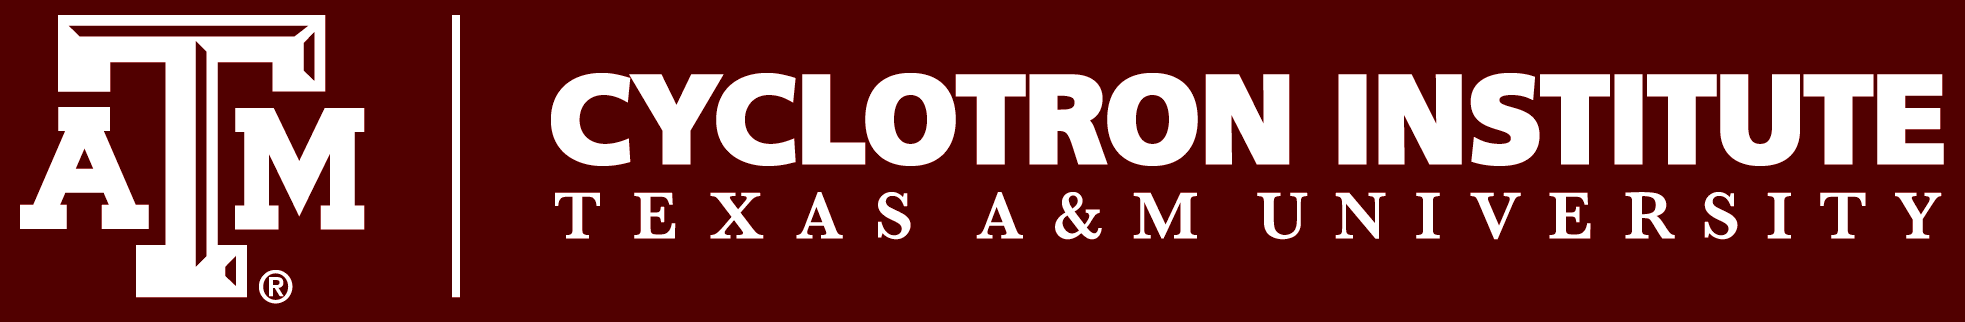 ATM®
CYCLOTRON INSTITUTE
TEXAS A&M UNIVERSITY